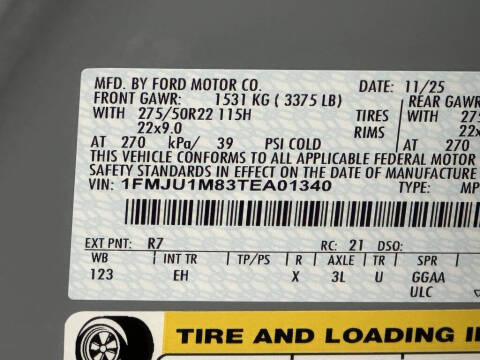 MFD. BY FORD MOTOR CO. DATE: 11/25
FRONT GAWR: 1531 KG ( 3375 LB) REAR GAWR
WITH 275/50R22 115H TIRES 275
22x9.0 RIMS 22x
AT 270 kPa/ 39 PSI COLD AT 270
THIS VEHICLE CONFORMS TO ALL APPLICABLE FEDERAL MOTOR
SAFETY STANDARDS IN EFFECT ON THE DATE OF MANUFACTURE
VIN: 1FMJU1M83TEA01340 TYPE: MP
EXT PNT: R7 RC: 21 DSO:
WB INT TR TP/PS R AXLE TR SPR
123 EH X 3L U GGAA
ULC
TIRE AND LOADING I